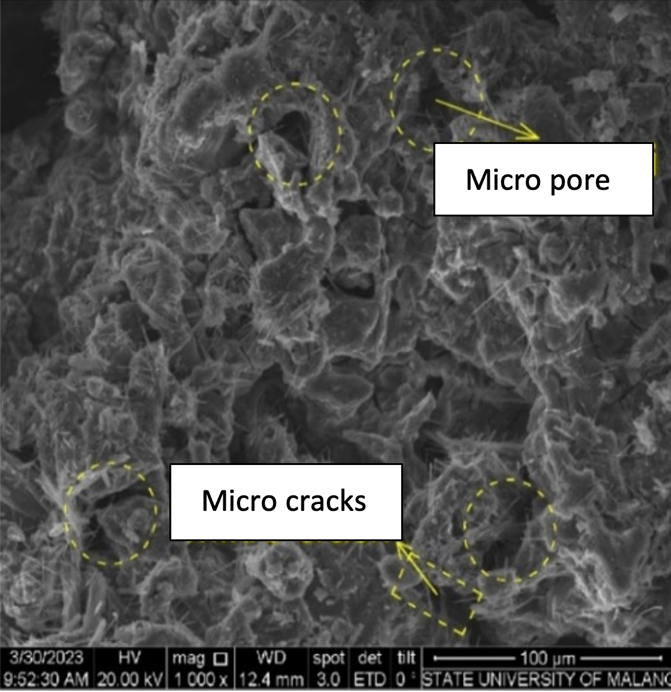 Micro pore
Micro cracks
3/30/2023 HV mag □ WD spot det tilt 100 µm
9:52:30 AM 20.00 kV 1 000 x 12.4 mm 3.0 ETD 0 ° STATE UNIVERSITY OF MALANG